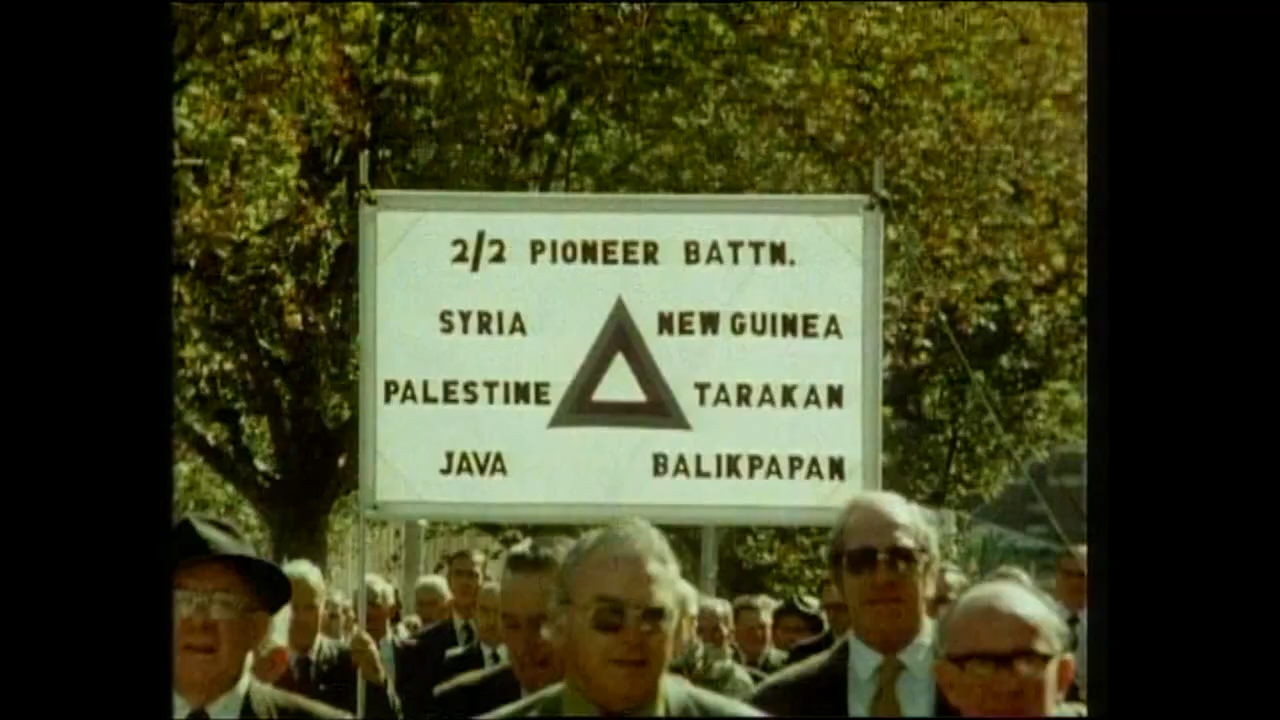 2/2 PIONEER BATTN.
SYRIA NEW GUINEA
PALESTINE TARAKAN
JAVA BALIKPAPAN